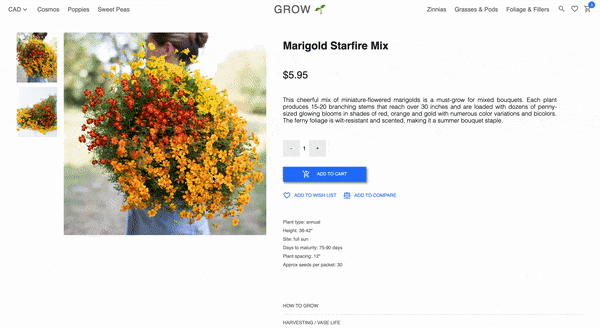 CAD Cosmos Poppies Sweet Peas GROW Zinnias Grasses & Pods Foliage & Fillers
Marigold Starfire Mix
$5.95
This cheerful mix of miniature-flowered marigolds is a must-grow for mixed bouquets. Each plant
produces 15-20 branching stems that reach over 30 inches and are loaded with dozens of penny-
sized glowing blooms in shades of red, orange and gold with numerous color variations and bicolors.
The ferny foliage is wilt-resistant and scented, making it a summer bouquet staple.
- 1 +
ADD TO CART
ADD TO WISH LIST ADD TO COMPARE
Plant type: annual
Height: 36-42"
Site: full sun
Days to maturity: 75-90 days
Plant spacing: 12"
Approx seeds per packet: 30
HOW TO GROW
HARVESTING / VASE LIFE